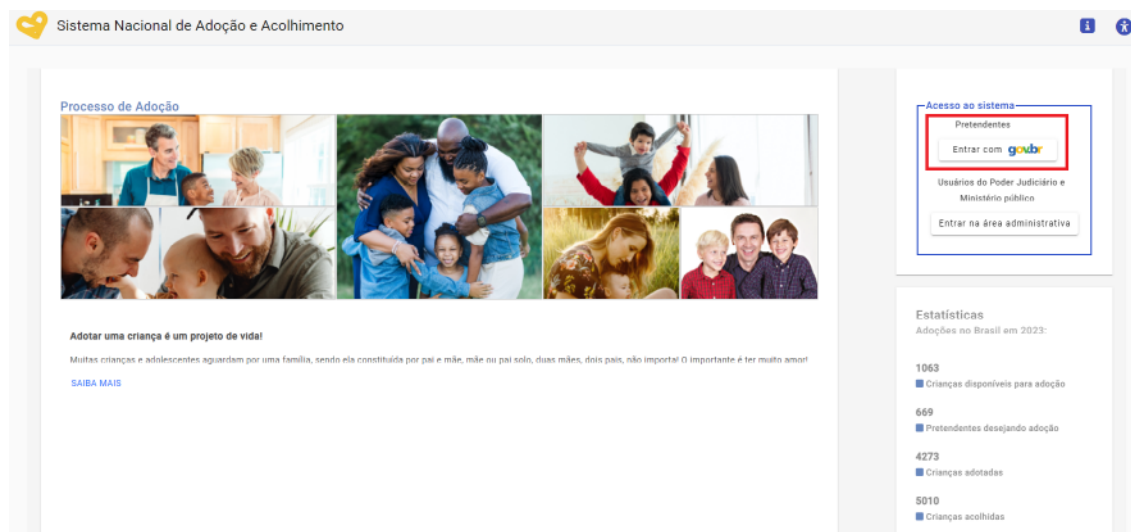 Sistema Nacional de Adoção e Acolhimento
Processo de Adoção
Adotar uma criança é um projeto de vida!
Muitas crianças e adolescentes aguardam por uma família, sendo ela constituída por pai e mãe, mãe ou pai solo, duas mães, dois pais, não importa! O importante é ter muito amor!
SAIBA MAIS
Acesso ao sistema
Pretendentes
Entrar com gov.br
Usuários do Poder Judiciário e
Ministério público
Entrar na área administrativa
Estatísticas
Adoções no Brasil em 2023:
1063
Crianças disponíveis para adoção
669
Pretendentes desejando adoção
4273
Crianças adotadas
5010
Crianças acolhidas